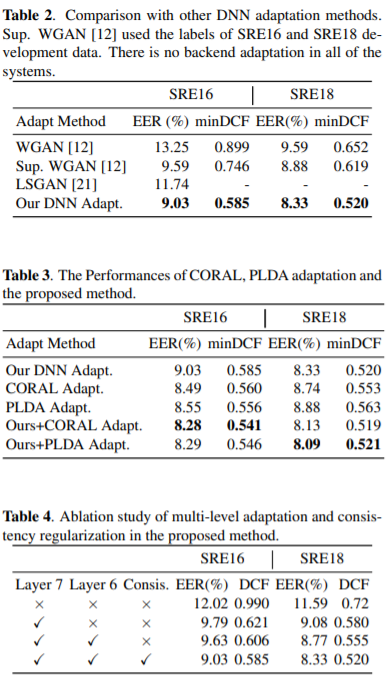 Table 2. Comparison with other DNN adaptation methods.
Sup. WGAN [12] used the labels of SRE16 and SRE18 de-
velopment data. There is no backend adaptation in all of the
systems.
SRE16 | SRE18
Adapt Method EER (%) minDCF EER(%) minDCF
WGAN [12] 13.25 0.899 9.59 0.652
Sup. WGAN [12] 9.59 0.746 8.88 0.619
LSGAN [21] 11.74 - - -
Our DNN Adapt. 9.03 0.585 8.33 0.520
Table 3. The Performances of CORAL, PLDA adaptation and
the proposed method.
SRE16 | SRE18
Adapt Method EER(%) minDCF EER(%) minDCF
Our DNN Adapt. 9.03 0.585 8.33 0.520
CORAL Adapt. 8.49 0.560 8.74 0.553
PLDA Adapt. 8.55 0.556 8.88 0.563
Ours+CORAL Adapt. 8.28 0.541 8.13 0.519
Ours+PLDA Adapt. 8.29 0.546 8.09 0.521
Table 4. Ablation study of multi-level adaptation and consis-
tency regularization in the proposed method.
SRE16 | SRE18
Layer 7 Layer 6 Consis. EER(%) DCF EER(%) DCF
× × × 12.02 0.990 11.59 0.72
✓ × × 9.79 0.621 9.08 0.580
✓ ✓ × 9.63 0.606 8.77 0.555
✓ ✓ ✓ 9.03 0.585 8.33 0.520